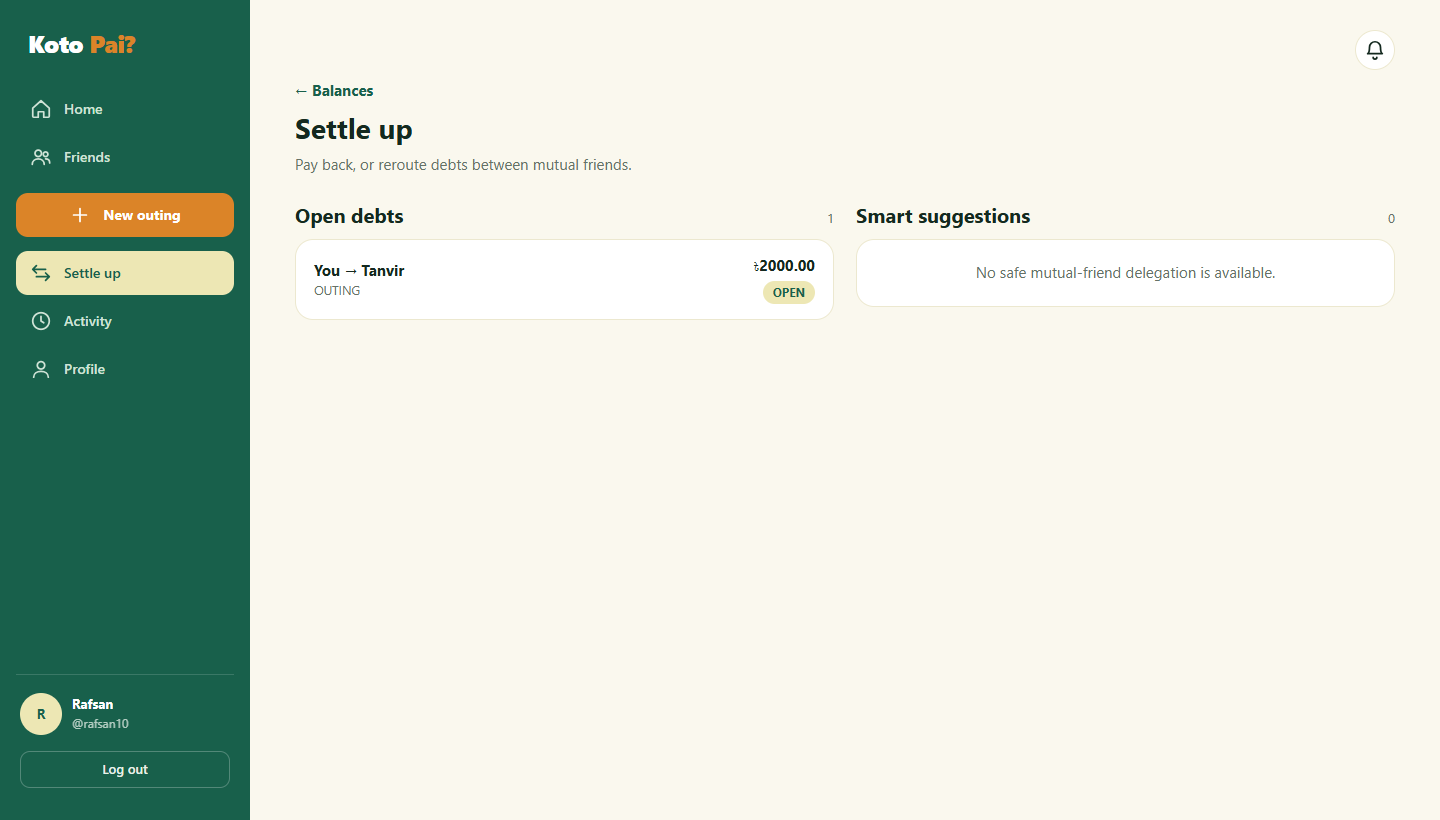 Koto Pai?
Home
Friends
New outing
Settle up
Activity
Profile
R
Rafsan
@rafsan10
Log out
← Balances
Settle up
Pay back, or reroute debts between mutual friends.
Open debts 1
You → Tanvir
OUTING
৳2000.00
OPEN
Smart suggestions 0
No safe mutual-friend delegation is available.